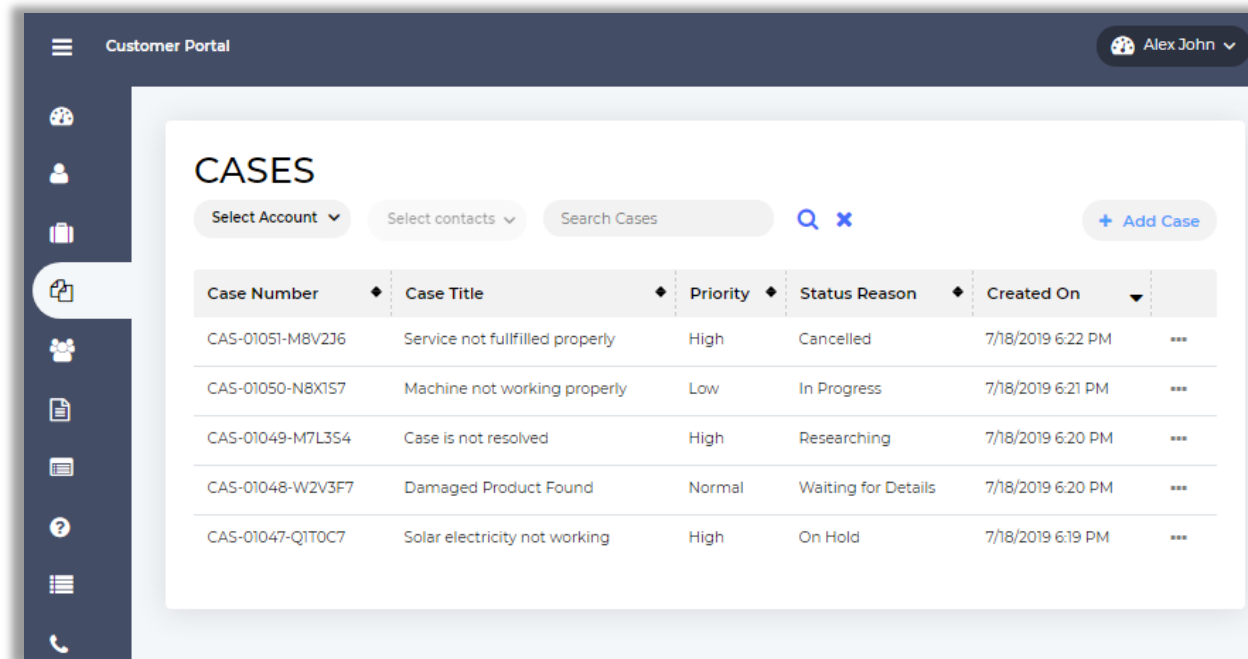 Customer Portal Alex John
CASES
Select Account Select contacts Search Cases + Add Case
Case Number Case Title Priority Status Reason Created On
CAS-01051-M8V2J6 Service not fullfilled properly High Cancelled 7/18/2019 6:22 PM
CAS-01050-N8X1S7 Machine not working properly Low In Progress 7/18/2019 6:21 PM
CAS-01049-M7L3S4 Case is not resolved High Researching 7/18/2019 6:20 PM
CAS-01048-W2V3F7 Damaged Product Found Normal Waiting for Details 7/18/2019 6:20 PM
CAS-01047-Q1T0C7 Solar electricity not working High On Hold 7/18/2019 6:19 PM